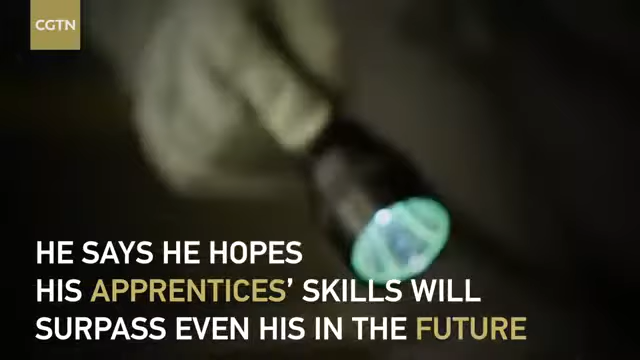 CGTN
HE SAYS HE HOPES
HIS APPRENTICES’ SKILLS WILL
SURPASS EVEN HIS IN THE FUTURE